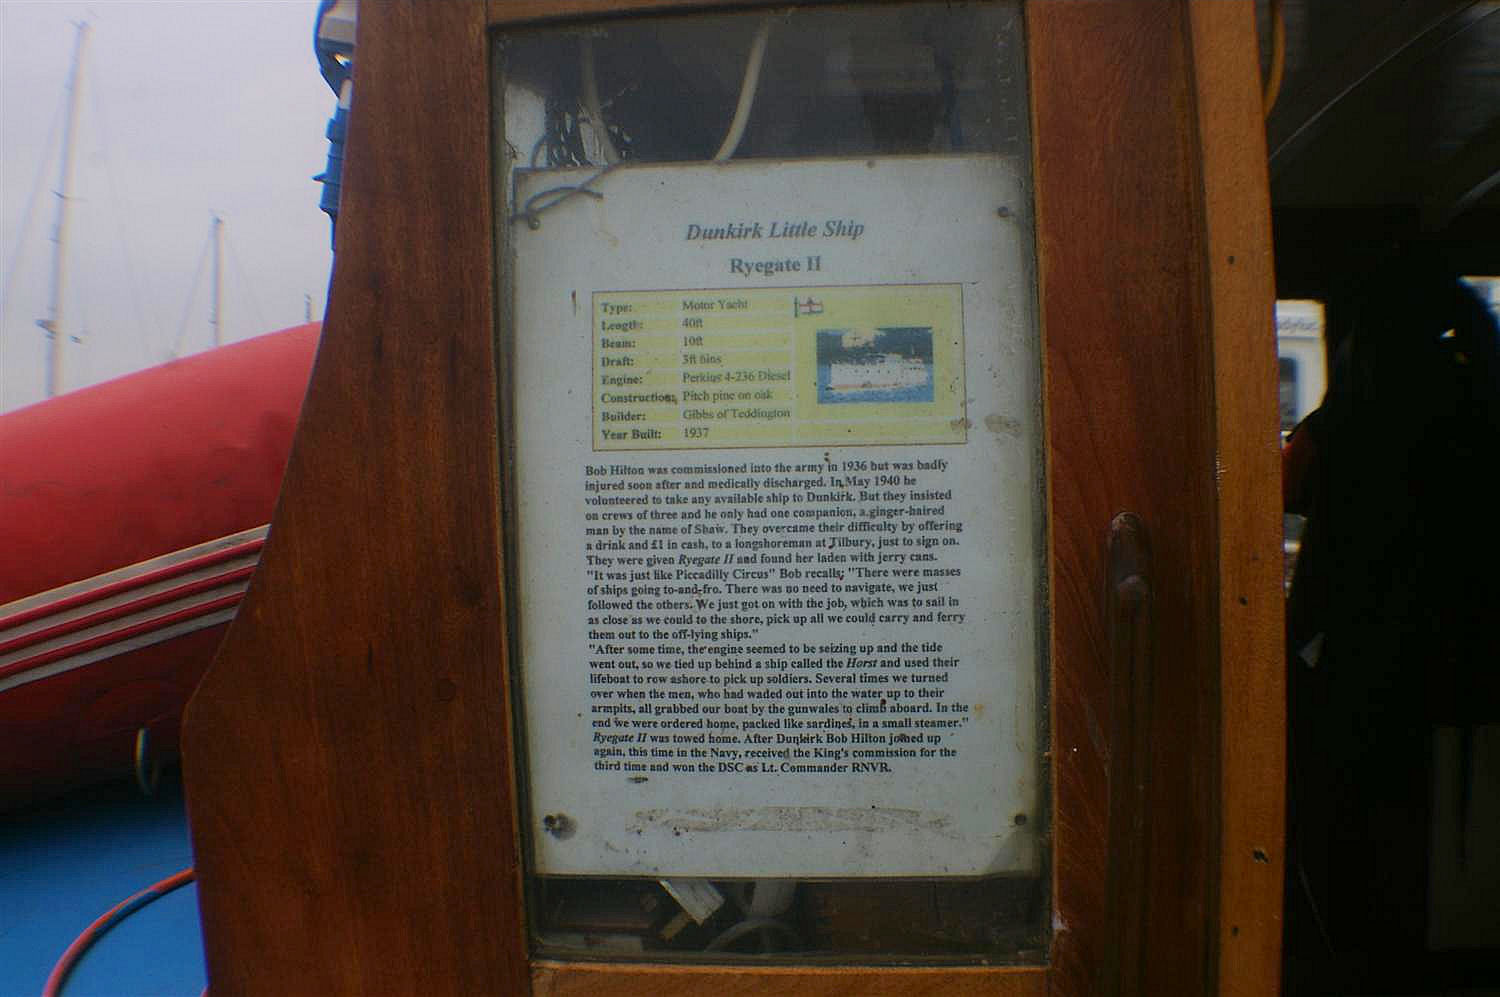 Dunkirk Little Ship
Ryegate II
Type: Motor Yacht
Length: 40ft
Beam: 10ft
Draft: 3ft 6ins
Engine: Perkins 4-236 Diesel
Construction: Pitch pine on oak
Builder: Gibbs of Teddington
Year Built: 1937
Bob Hilton was commissioned into the army in 1936 but was badly
injured soon after and medically discharged. In May 1940 he
volunteered to take any available ship to Dunkirk. But they insisted
on crews of three and he only had one companion, a ginger-haired
man by the name of Shaw. They overcame their difficulty by offering
a drink and £1 in cash, to a longshoreman at Tilbury, just to sign on.
They were given Ryegate II and found her laden with jerry cans.
"It was just like Piccadilly Circus" Bob recalls; "There were masses
of ships going to-and-fro. There was no need to navigate, we just
followed the others. We just got on with the job, which was to sail in
as close as we could to the shore, pick up all we could carry and ferry
them out to the off-lying ships."
"After some time, the engine seemed to be seizing up and the tide
went out, so we tied up behind a ship called the Horst and used their
lifeboat to row ashore to pick up soldiers. Several times we turned
over when the men, who had waded out into the water up to their
armpits, all grabbed our boat by the gunwales to climb aboard. In the
end we were ordered home, packed like sardines, in a small steamer."
Ryegate II was towed home. After Dunkirk Bob Hilton joined up
again, this time in the Navy, received the King's commission for the
third time and won the DSC as Lt. Commander RNVR.